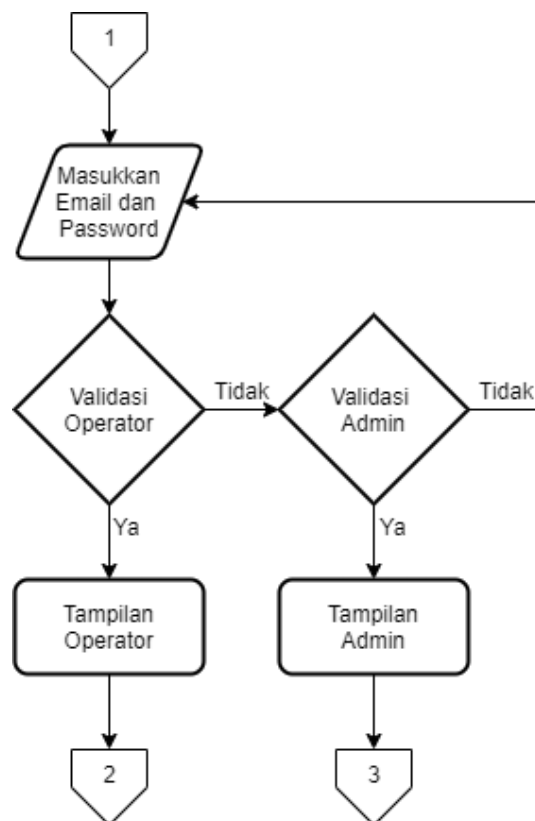 1
Masukkan
Email dan
Password
Validasi
Operator
Tidak
Validasi
Admin
Tidak
Ya
Ya
Tampilan
Operator
Tampilan
Admin
2
3